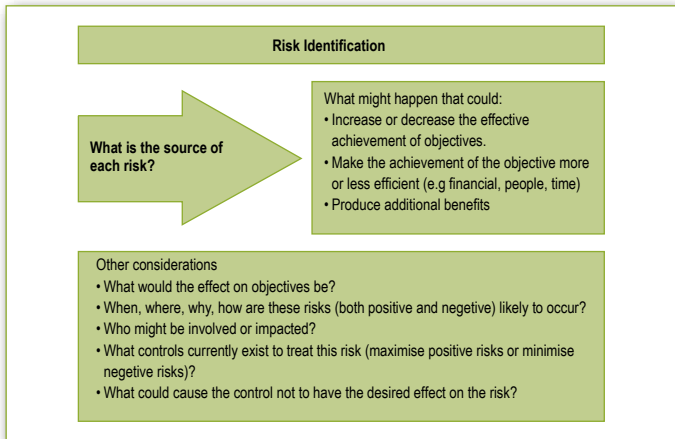 Risk Identification
What is the source of
each risk?
What might happen that could:
• Increase or decrease the effective
achievement of objectives.
• Make the achievement of the objective more
or less efficient (e.g financial, people, time)
• Produce additional benefits
Other considerations
• What would the effect on objectives be?
• When, where, why, how are these risks (both positive and negetive) likely to occur?
• Who might be involved or impacted?
• What controls currently exist to treat this risk (maximise positive risks or minimise
negetive risks)?
• What could cause the control not to have the desired effect on the risk?